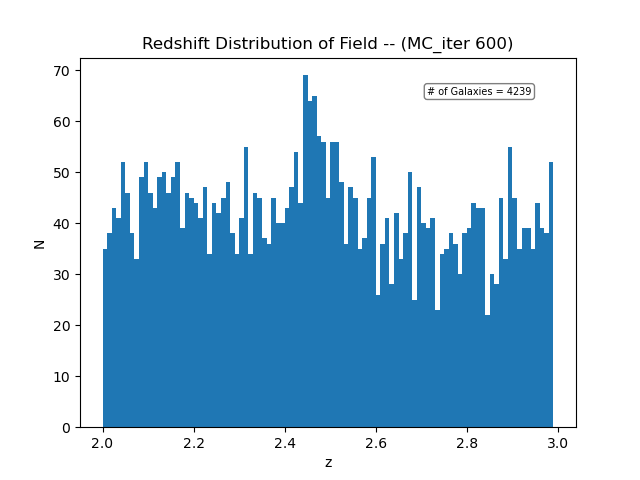 Redshift Distribution of Field -- (MC_iter 600)
# of Galaxies = 4239
70
60
50
40
30
20
10
0
N
2.0 2.2 2.4 2.6 2.8 3.0
z